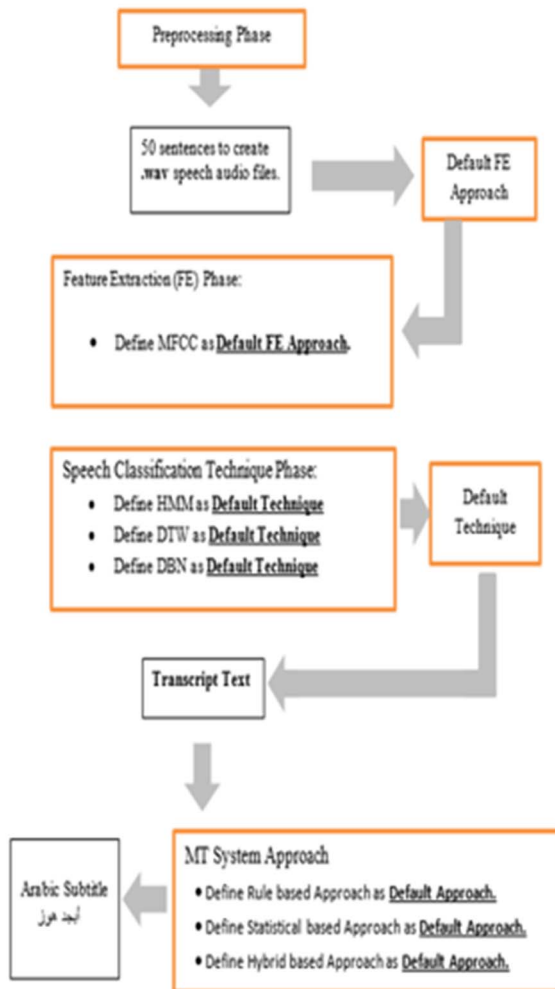 Preprocessing Phase
50 sentences to create
.wav speech audio files.
Default FE
Approach
Feature Extraction (FE) Phase:
• Define MFCC as Default FE Approach.
Speech Classification Technique Phase:
• Define HMM as Default Technique
• Define DTW as Default Technique
• Define DBN as Default Technique
Default
Technique
Transcript Text
MT System Approach
• Define Rule based Approach as Default Approach.
• Define Statistical based Approach as Default Approach.
• Define Hybrid based Approach as Default Approach.
Arabic Subtitle
أبجد هوز